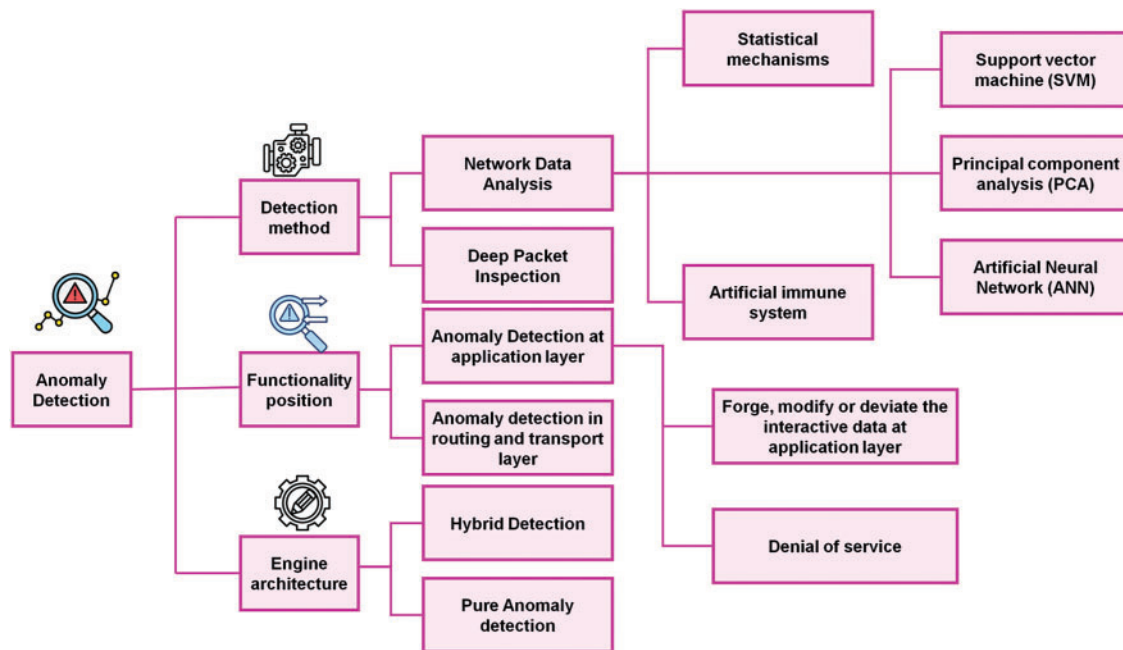 Anomaly
Detection
Detection
method
Functionality
position
Engine
architecture
Network Data
Analysis
Deep Packet
Inspection
Anomaly Detection at
application layer
Anomaly detection in
routing and transport
layer
Hybrid Detection
Pure Anomaly
detection
Statistical
mechanisms
Artificial immune
system
Forge, modify or deviate the
interactive data at
application layer
Denial of service
Support vector
machine (SVM)
Principal component
analysis (PCA)
Artificial Neural
Network (ANN)